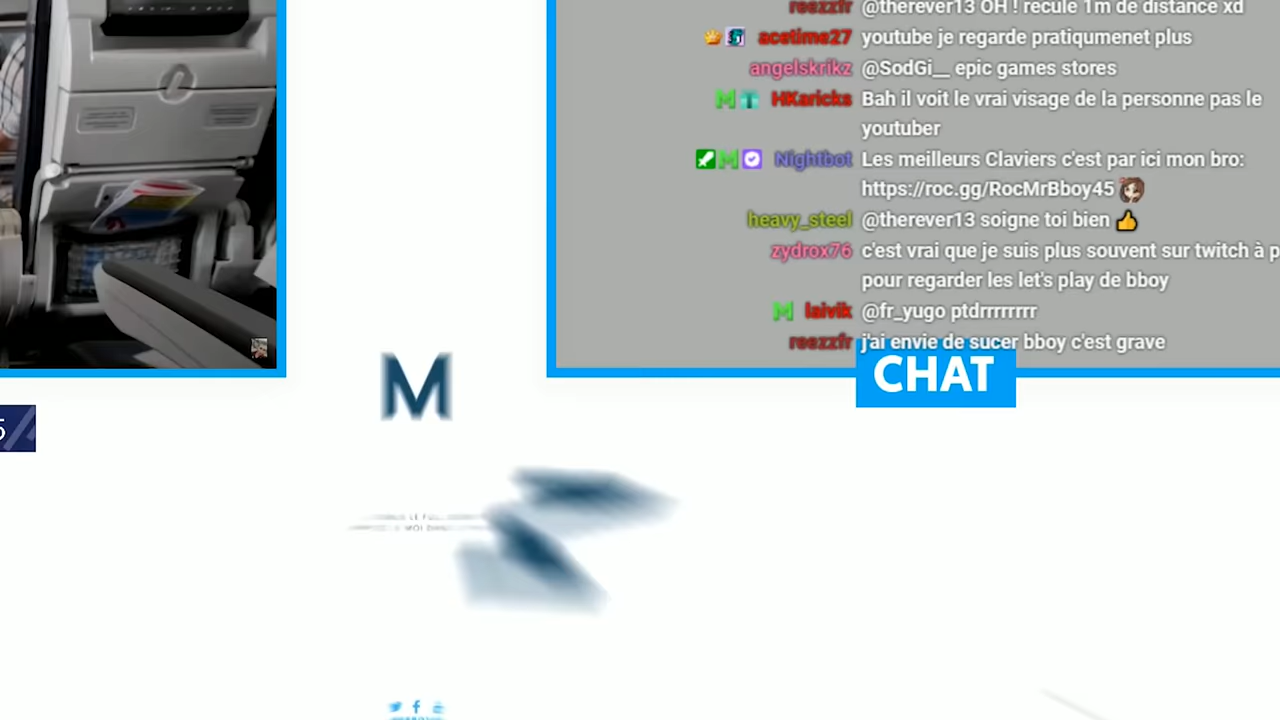 reezzfr @therever13 OH ! recule 1m de distance xd
acetime27 youtube je regarde pratiqumenet plus
angelskrikz @SodGi__ epic games stores
HKaricks Bah il voit le vrai visage de la personne pas le
youtuber
Nightbot Les meilleurs Claviers c'est par ici mon bro:
https://roc.gg/RocMrBboy45
heavy_steel @therever13 soigne toi bien 👍
zydrox76 c'est vrai que je suis plus souvent sur twitch à p
pour regarder les let's play de bboy
laivik @fr_yugo ptdrrrrrrrr
reezzfr j'ai envie de sucer bboy c'est grave
CHAT
M
5